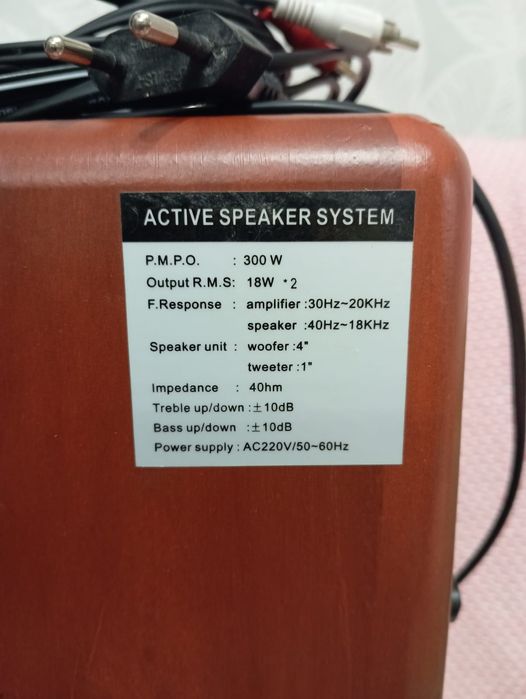 ACTIVE SPEAKER SYSTEM
P.M.P.O. : 300 W
Output R.M.S: 18W *2
F.Response : amplifier :30Hz~20KHz
speaker :40Hz~18KHz
Speaker unit : woofer :4"
tweeter :1"
Impedance : 4Ohm
Treble up/down :±10dB
Bass up/down :±10dB
Power supply : AC220V/50~60Hz